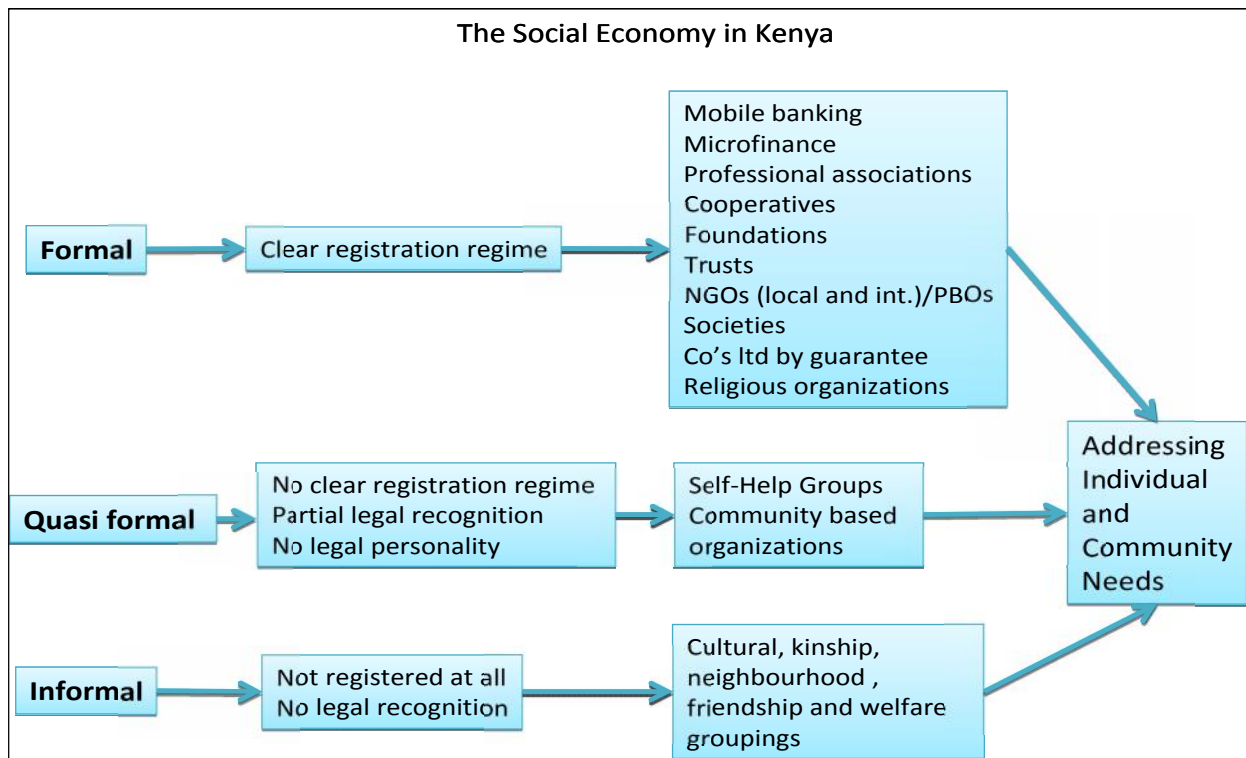 The Social Economy in Kenya
Formal
Clear registration regime
Mobile banking
Microfinance
Professional associations
Cooperatives
Foundations
Trusts
NGOs (local and int.)/PBOs
Societies
Co's ltd by guarantee
Religious organizations
Quasi formal
No clear registration regime
Partial legal recognition
No legal personality
Self-Help Groups
Community based
organizations
Addressing
Individual
and
Community
Needs
Informal
Not registered at all
No legal recognition
Cultural, kinship,
neighbourhood ,
friendship and welfare
groupings